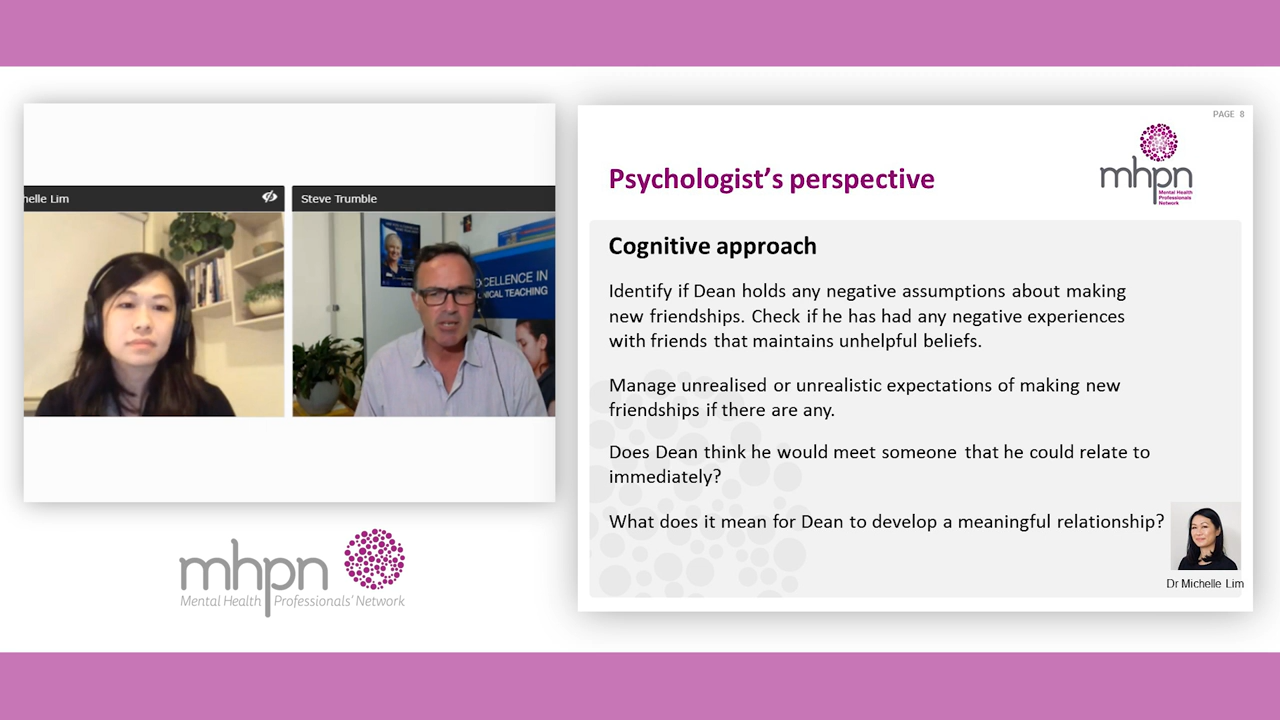 helle Lim
Steve Trumble
XCELLENCE IN
NICAL TEACHING
mhpn
Mental Health Professionals' Network
PAGE 8
mhpn
Mental Health
Professionals
Network
Psychologist's perspective
Cognitive approach
Identify if Dean holds any negative assumptions about making
new friendships. Check if he has had any negative experiences
with friends that maintains unhelpful beliefs.
Manage unrealised or unrealistic expectations of making new
friendships if there are any.
Does Dean think he would meet someone that he could relate to
immediately?
What does it mean for Dean to develop a meaningful relationship?
Dr Michelle Lim